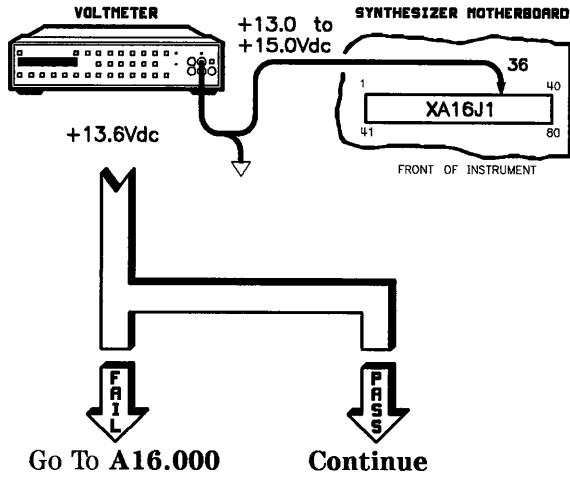 VOLTMETER
SYNTHESIZER MOTHERBOARD
+13.0 to
+15.0Vdc
36
1
40
XA16J1
41
80
+13.6Vdc
FRONT OF INSTRUMENT
FAIL
PASS
Go To A16.000
Continue